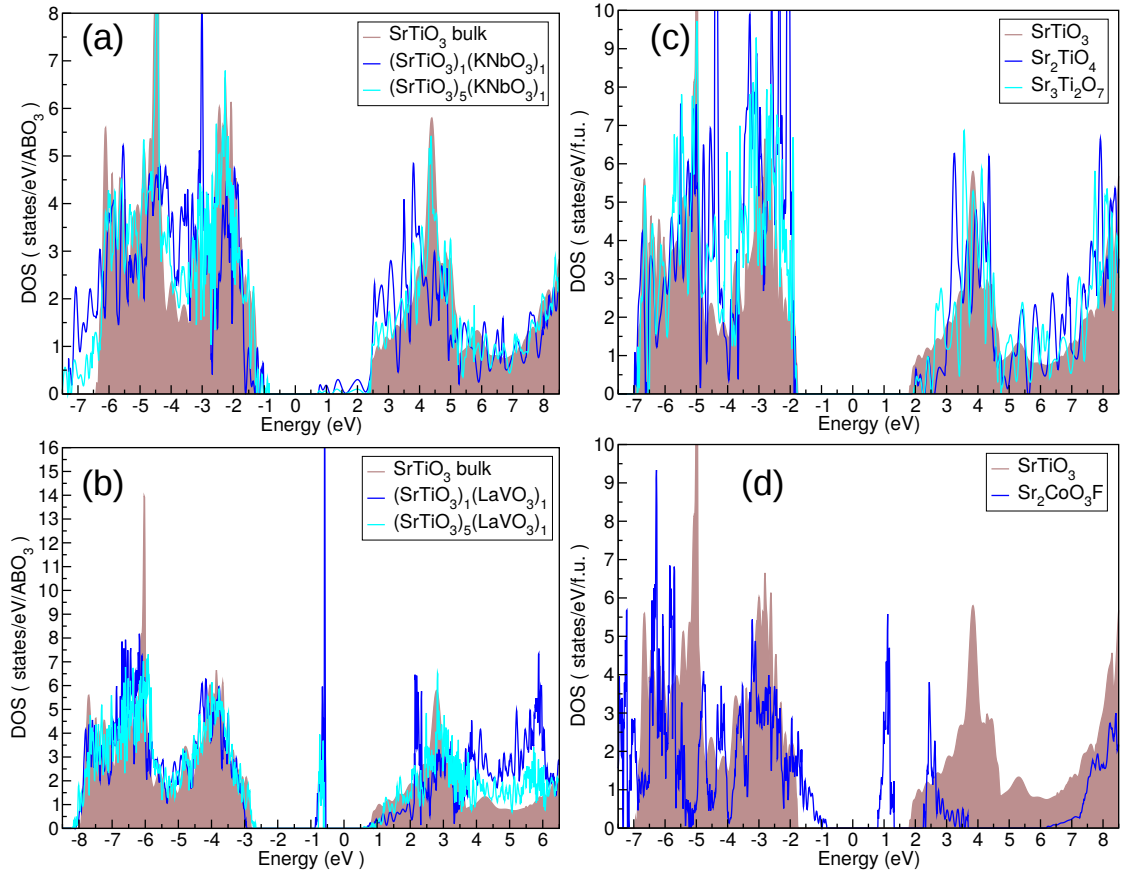 (a)
SrTiO3 bulk
(SrTiO3)1(KNbO3)1
(SrTiO3)5(KNbO3)1
DOS ( states/eV/ABO3 )
8
7
6
5
4
3
2
1
0
-7 -6 -5 -4 -3 -2 -1 0 1 2 3 4 5 6 7 8
Energy (eV)
(c)
SrTiO3
Sr2TiO4
Sr3Ti2O7
DOS ( states/eV/f.u. )
10
9
8
7
6
5
4
3
2
1
0
-7 -6 -5 -4 -3 -2 -1 0 1 2 3 4 5 6 7 8
Energy (eV)
(b)
SrTiO3 bulk
(SrTiO3)1(LaVO3)1
(SrTiO3)5(LaVO3)1
DOS ( states/eV/ABO3 )
16
15
14
13
12
11
10
9
8
7
6
5
4
3
2
1
0
-8 -7 -6 -5 -4 -3 -2 -1 0 1 2 3 4 5 6
Energy (eV )
(d)
SrTiO3
Sr2CoO3F
DOS ( states/eV/f.u. )
10
9
8
7
6
5
4
3
2
1
0
-7 -6 -5 -4 -3 -2 -1 0 1 2 3 4 5 6 7 8
Energy (eV)